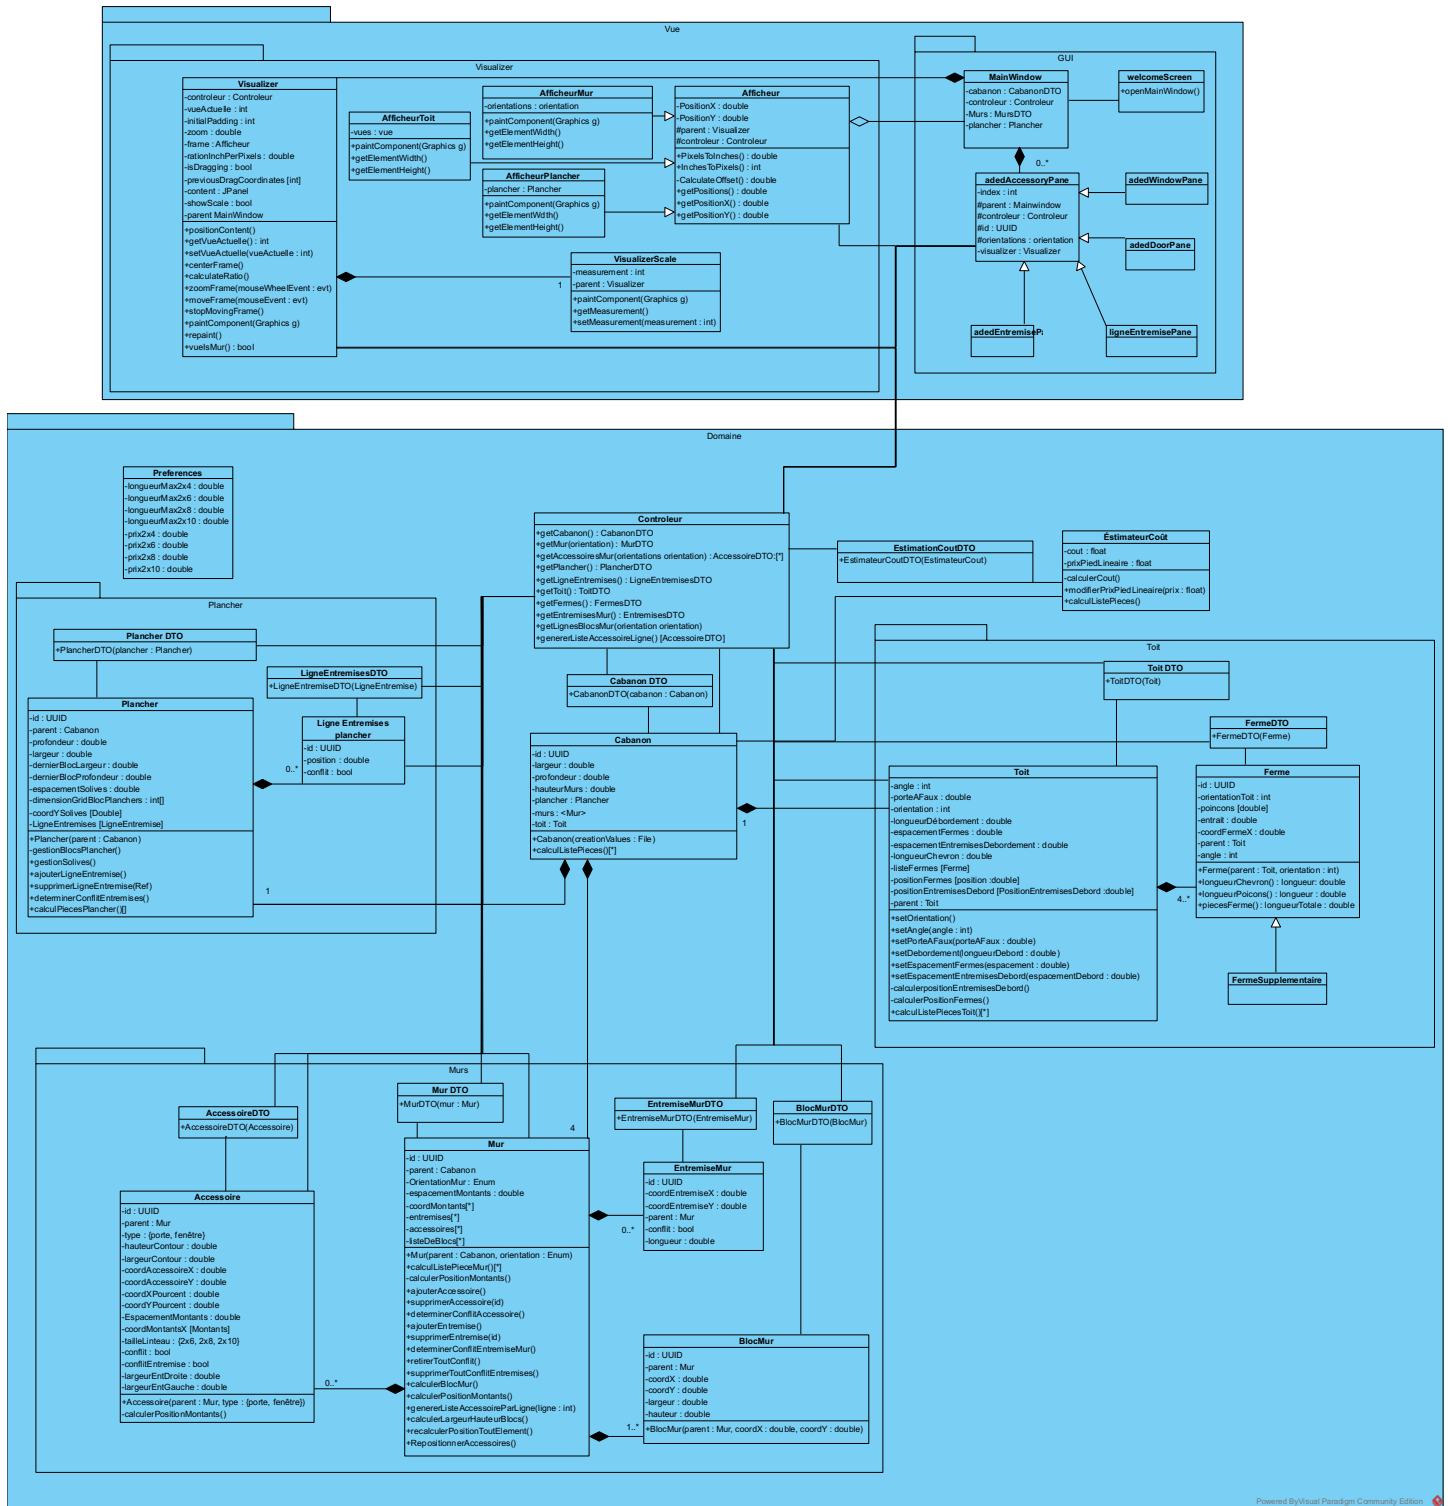 Vue
Visualizer
Visualizer
-controleur : Controleur
-vueActuelle : int
-initialPadding : int
-zoom : double
-frame : Afficheur
-rationInchPerPixels : double
-isDragging : bool
-previousDragCoordinates [int]
-content : JPanel
-showScale : bool
-parent MainWindow
+positionContent()
+getVueActuelle() : int
+setVueActuelle(vueActuelle : int)
+centerFrame()
+calculateRatio()
+zoomFrame(mouseWheelEvent : evt)
+moveFrame(mouseEvent : evt)
+stopMovingFrame()
+paintComponent(Graphics g)
+repaint()
+vueIsMur() : bool
AfficheurToit
-vues : vue
+paintComponent(Graphics g)
+getElementWidth()
+getElementHeight()
AfficheurMur
-orientations : orientation
+paintComponent(Graphics g)
+getElementWidth()
+getElementHeight()
AfficheurPlancher
-plancher : Plancher
+paintComponent(Graphics g)
+getElementWdth()
+getElementHeight()
Afficheur
-PositionX : double
-PositionY : double
#parent : Visualizer
#controleur : Controleur
+PixelsToInches() : double
+InchesToPixels() : int
-CalculateOffset() : double
+getPositions() : double
+getPositionX() : double
+getPositionY() : double
VisualizerScale
-measurement : int
-parent : Visualizer
+paintComponent(Graphics g)
+getMeasurement()
+setMeasurement(measurement : int)
1
GUI
MainWindow
-cabanon : CabanonDTO
-controleur : Controleur
-Murs : MursDTO
-plancher : Plancher
welcomeScreen
+openMainWindow()
0..*
adedAccessoryPane
-index : int
#parent : Mainwindow
#controleur : Controleur
#id : UUID
#orientations : orientation
-visualizer : Visualizer
adedWindowPane
adedDoorPane
adedEntremisePa
ligneEntremisePane
Domaine
Preferences
-longueurMax2x4 : double
-longueurMax2x6 : double
-longueurMax2x8 : double
-longueurMax2x10 : double
-prix2x4 : double
-prix2x6 : double
-prix2x8 : double
-prix2x10 : double
Controleur
+getCabanon() : CabanonDTO
+getMur(orientation) : MurDTO
+getAccessoiresMur(orientations orientation) : AccessoireDTO:[*]
+getPlancher() : PlancherDTO
+getLigneEntremises() : LigneEntremisesDTO
+getToit() : ToitDTO
+getFermes() : FermesDTO
+getEntremisesMur() : EntremisesDTO
+getLignesBlocsMur(orientation orientation)
+genererListeAccessoireLigne() [AccessoireDTO]
EstimationCoutDTO
+EstimateurCoutDTO(EstimateurCout)
ÉstimateurCoût
-cout : float
-prixPiedLineaire : float
-calculerCout()
+modifierPrixPiedLineaire(prix : float)
+calculListePieces()
Plancher
Plancher DTO
+PlancherDTO(plancher : Plancher)
LigneEntremisesDTO
+LigneEntremiseDTO(LigneEntremise)
Plancher
-id : UUID
-parent : Cabanon
-profondeur : double
-largeur : double
-dernierBlocLargeur : double
-dernierBlocProfondeur : double
-espacementSolives : double
-dimensionGridBlocPlanchers : int[]
-coordYSolives [Double]
-LigneEntremises [LigneEntremise]
+Plancher(parent : Cabanon)
-gestionBlocsPlancher()
+gestionSolives()
+ajouterLigneEntremise()
+supprimerLigneEntremise(Ref)
+determinerConflitEntremises()
+calculPiecesPlancher()[]
Ligne Entremises
plancher
-id : UUID
-position : double
-conflit : bool
0..*
1
Cabanon DTO
+CabanonDTO(cabanon : Cabanon)
Cabanon
-id : UUID
-largeur : double
-profondeur : double
-hauteurMurs : double
-plancher : Plancher
-murs : <Mur>
-toit : Toit
+Cabanon(creationValues : File)
+calculListePieces()[*]
1
Toit
Toit DTO
+ToitDTO(Toit)
FermeDTO
+FermeDTO(Ferme)
Toit
-angle : int
-porteAFaux : double
-orientation : int
-longueurDébordement : double
-espacementFermes : double
-espacementEntremisesDebordement : double
-longueurChevron : double
-listeFermes [Ferme]
-positionFermes [position :double]
-positionEntremisesDebord [PositionEntremisesDebord :double]
-parent : Toit
+setOrientation()
+setAngle(angle : int)
+setPorteAFaux(porteAFaux : double)
+setDebordement(longueurDebord : double)
+setEspacementFermes(espacement : double)
+setEspacementEntremisesDebord(espacementDebord : double)
-calculerpositionEntremisesDebord()
-calculerPositionFermes()
+calculListePiecesToit()[*]
Ferme
-id : UUID
-orientationToit : int
-poincons [double]
-entrait : double
-coordFermeX : double
-parent : Toit
-angle : int
+Ferme(parent : Toit, orientation : int)
+longueurChevron() : longueur: double
+longueurPoicons() : longueur : double
+piecesFerme() : longueurTotale : double
4..*
FermeSupplementaire
Murs
AccessoireDTO
+AccessoireDTO(Accessoire)
Mur DTO
+MurDTO(mur : Mur)
4
EntremiseMurDTO
+EntremiseMurDTO(EntremiseMur)
BlocMurDTO
+BlocMurDTO(BlocMur)
Accessoire
-id : UUID
-parent : Mur
-type : {porte, fenêtre}
-hauteurContour : double
-largeurContour : double
-coordAccessoireX : double
-coordAccessoireY : double
-coordXPourcent : double
-coordYPourcent : double
-EspacementMontants : double
-coordMontantsX [Montants]
-tailleLinteau : {2x6, 2x8, 2x10}
-conflit : bool
-conflitEntremise : bool
-largeurEntDroite : double
-largeurEntGauche : double
+Accessoire(parent : Mur, type : {porte, fenêtre})
-calculerPositionMontants()
0..*
Mur
-id : UUID
-parent : Cabanon
-OrientationMur : Enum
-espacementMontants : double
-coordMontants[*]
-entremises[*]
-accessoires[*]
-listeDeBlocs[*]
+Mur(parent : Cabanon, orientation : Enum)
+calculListePieceMur()[*]
-calculerPositionMontants()
+ajouterAccessoire()
+supprimerAccessoire(id)
+determinerConflitAccessoire()
+ajouterEntremise()
+supprimerEntremise(id)
+determinerConflitEntremiseMur()
+retirerToutConflit()
+supprimerToutConflitEntremises()
+calculerBlocMur()
+calculerPositionMontants()
+genererListeAccessoireParLigne(ligne : int)
+calculerLargeurHauteurBlocs()
+recalculerPositionToutElement()
+RepositionnerAccessoires()
0..*
EntremiseMur
-id : UUID
-coordEntremiseX : double
-coordEntremiseY : double
-parent : Mur
-conflit : bool
-longueur : double
BlocMur
-id : UUID
-parent : Mur
-coordX : double
-coordY : double
-largeur : double
-hauteur : double
+BlocMur(parent : Mur, coordX : double, coordY : double)
1..*
Powered ByVisual Paradigm Community Edition